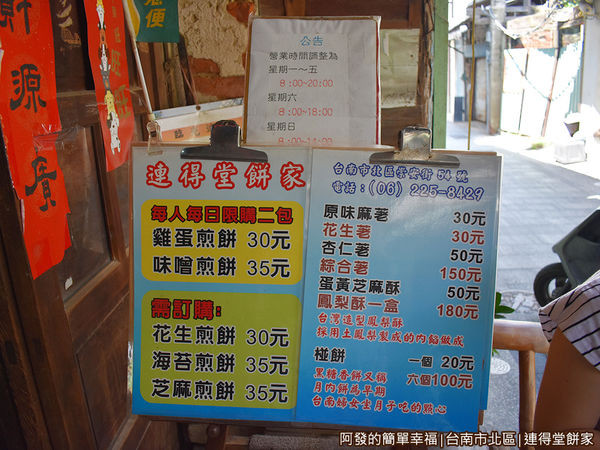 源
膏
便
公告
營業時間調整為
星期一～五
8:00~20:00
星期六
8:00~18:00
星期日
連得堂餅家
每人每日限購二包
雞蛋煎餅 30元
味噌煎餅 35元
需訂購:
花生煎餅 30元
海苔煎餅 35元
芝麻煎餅 35元
台南市北區崇安街54號
電話:(06) 225-8429
原味麻荖 30元
花生荖 30元
杏仁荖 50元
綜合荖 150元
蛋黃芝麻酥 50元
鳳梨酥一盒 180元
台灣造型鳳梨酥
採用土鳳梨製成的內餡做成
椪餅 一個 20元
黑糖香餅又稱 六個100元
月內餅為早期
台南婦女坐月子吃的點心
阿發的簡單幸福|台南市北區|連得堂餅家